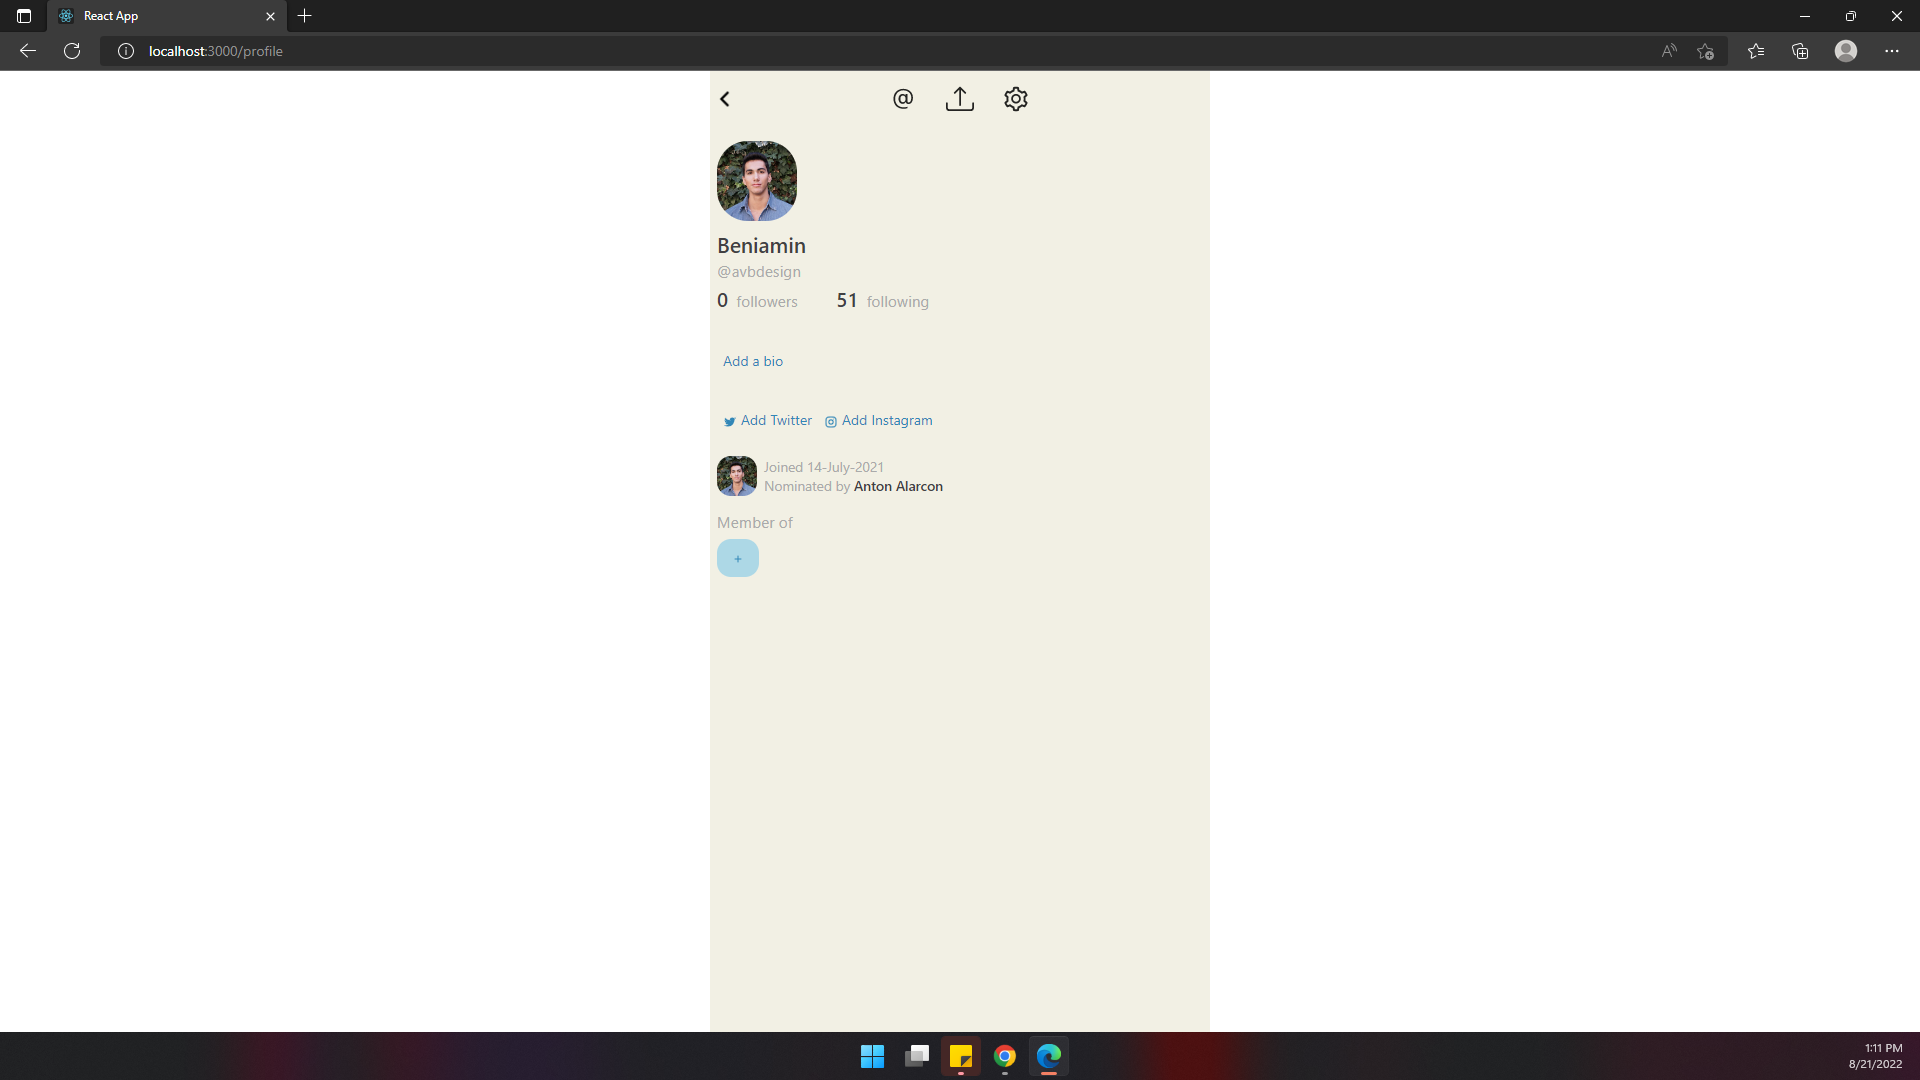 React App
localhost:3000/profile
@
Beniamin
@avbdesign
0 followers 51 following
Add a bio
Add Twitter Add Instagram
Joined 14-July-2021
Nominated by Anton Alarcon
Member of
+
1:11 PM
8/21/2022